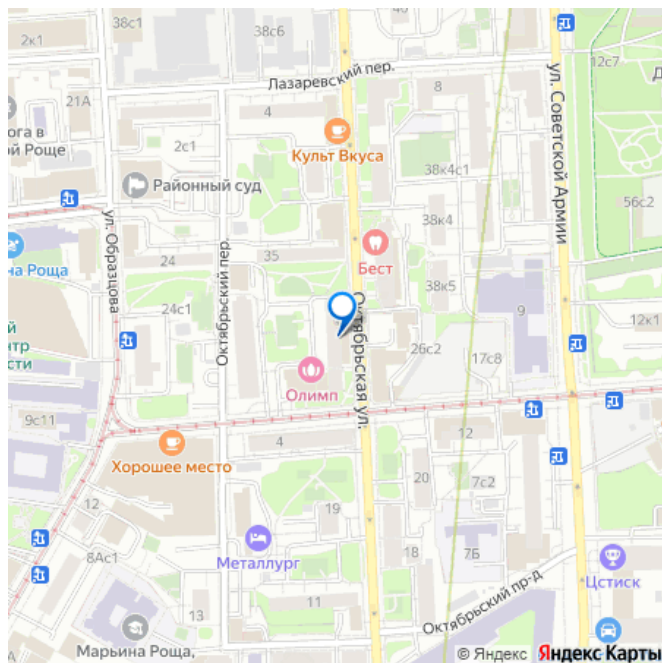 38с1
38с6
40
2к1
12с7
Лазаревский пер.
21А
4
8
ул. Советской Армии
2с1
Культ Вкуса
38к4с1
Районный суд
56с2
38к4
ул. Образцова
Бест
24
35
Октябрьский пер.
38к5
24с1
9
12к1
Октябрьская ул.
26с2
17с8
Олимп
9с11
4
12
Хорошее место
20
7с2
12
19
8Ас1
Металлург
18
7Б
Цстиск
11
13
Октябрьский пр-д
Марьина Роща,
© Яндекс Яндекс Карты